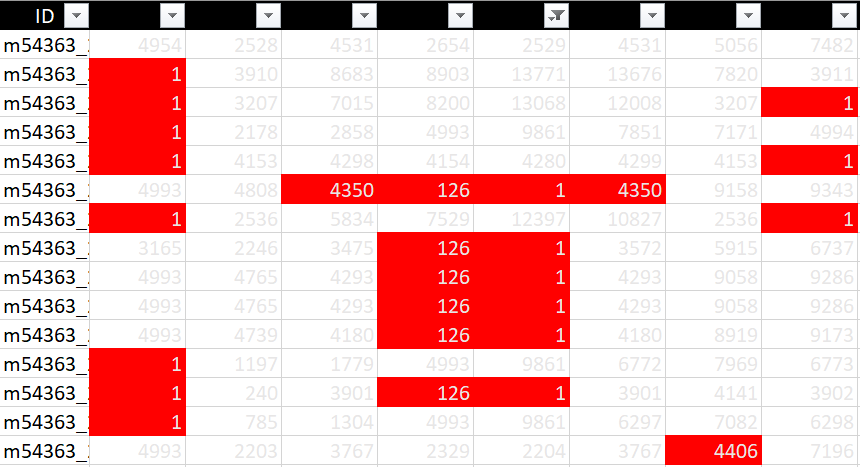 ID
m54363_ 4954 2528 4531 2654 2529 4531 5056 7482
m54363_ 1 3910 8683 8903 13771 13676 7820 3911
m54363_ 1 3207 7015 8200 13068 12008 3207 1
m54363_ 1 2178 2858 4993 9861 7851 7171 4994
m54363_ 1 4153 4298 4154 4280 4299 4153 1
m54363_ 4993 4808 4350 126 1 4350 9158 9343
m54363_ 1 2536 5834 7529 12397 10827 2536 1
m54363_ 3165 2246 3475 126 1 3572 5915 6737
m54363_ 4993 4765 4293 126 1 4293 9058 9286
m54363_ 4993 4765 4293 126 1 4293 9058 9286
m54363_ 4993 4739 4180 126 1 4180 8919 9173
m54363_ 1 1197 1779 4993 9861 6772 7969 6773
m54363_ 1 240 3901 126 1 3901 4141 3902
m54363_ 1 785 1304 4993 9861 6297 7082 6298
m54363_ 4993 2203 3767 2329 2204 3767 4406 7196